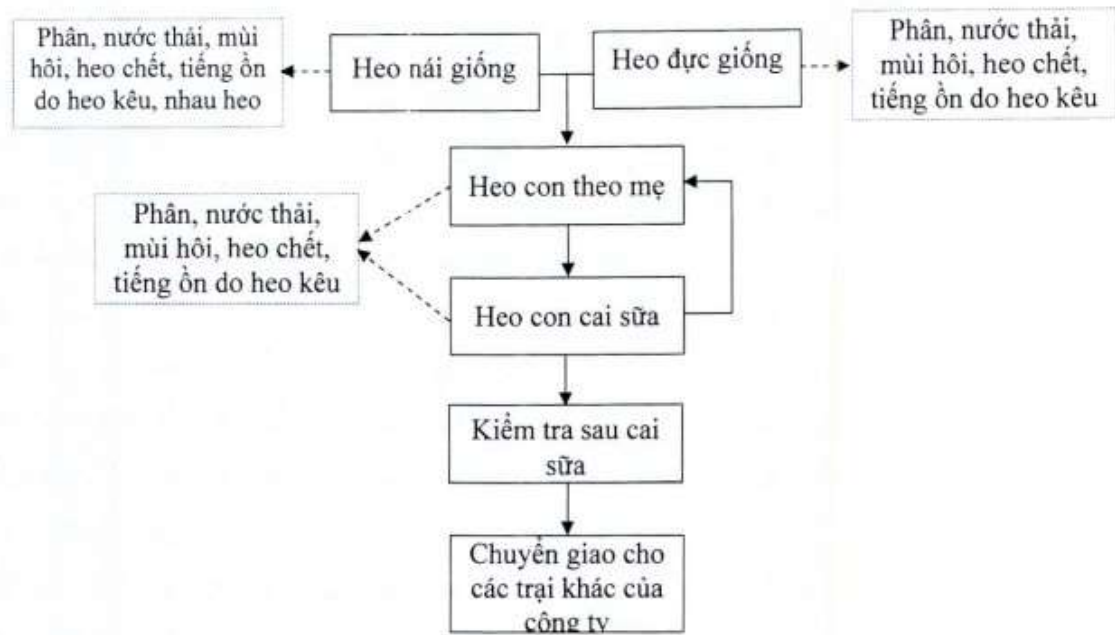 Phân, nước thải, mùi
hôi, heo chết, tiếng ồn
do heo kêu, nhau heo
Heo nái giống
Heo đực giống
Phân, nước thải,
mùi hôi, heo chết,
tiếng ồn do heo kêu
Heo con theo mẹ
Phân, nước thải,
mùi hôi, heo chết,
tiếng ồn do heo kêu
Heo con cai sữa
Kiểm tra sau cai
sữa
Chuyển giao cho
các trại khác của
công ty